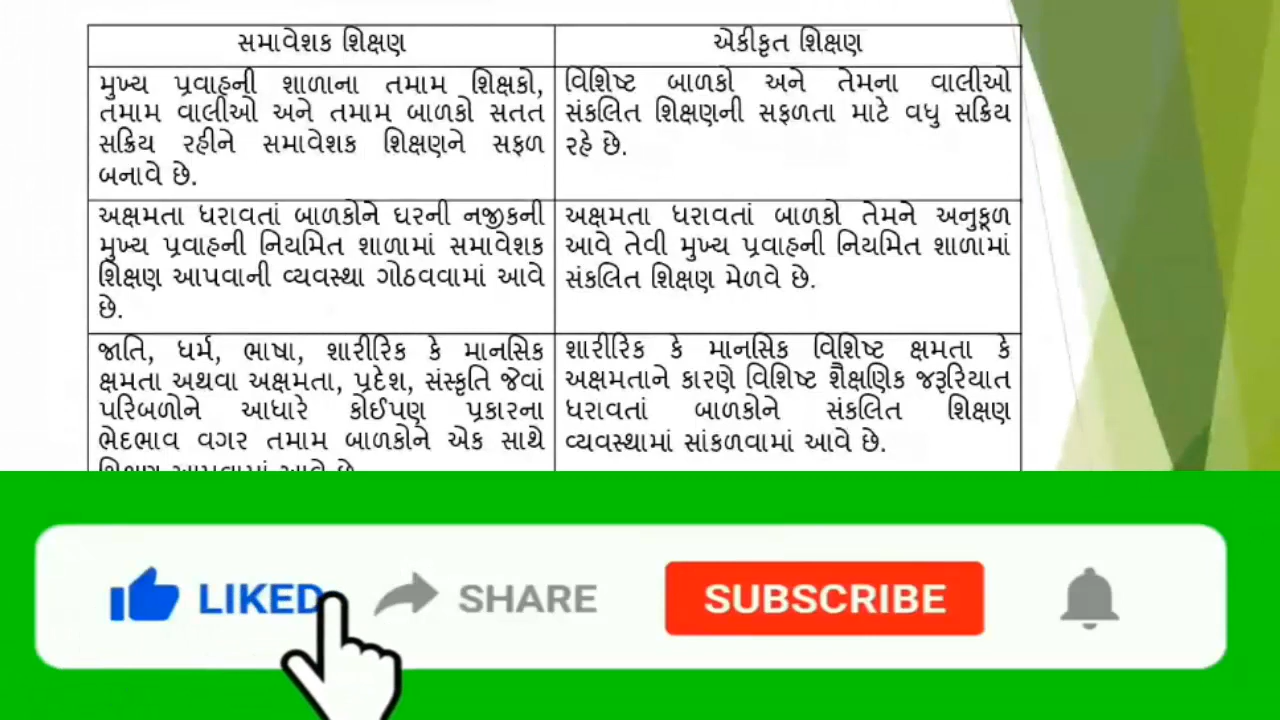 સમાવેશક શિક્ષણ
એકીકૃત શિક્ષણ
મુખ્ય પ્રવાહની શાળાના તમામ શિક્ષકો,
તમામ વાલીઓ અને તમામ બાળકો સતત
સક્રિય રહીને સમાવેશક શિક્ષણને સફળ
બનાવે છે.
વિશિષ્ટ બાળકો અને તેમના વાલીઓ
સંકલિત શિક્ષણની સફળતા માટે વધુ સક્રિય
રહે છે.
અક્ષમતા ધરાવતાં બાળકોને ઘરની નજીકની
મુખ્ય પ્રવાહની નિયમિત શાળામાં સમાવેશક
શિક્ષણ આપવાની વ્યવસ્થા ગોઠવવામાં આવે
છે.
અક્ષમતા ધરાવતાં બાળકો તેમને અનુકૂળ
આવે તેવી મુખ્ય પ્રવાહની નિયમિત શાળામાં
સંકલિત શિક્ષણ મેળવે છે.
જાતિ, ધર્મ, ભાષા, શારીરિક કે માનસિક
ક્ષમતા અથવા અક્ષમતા, પ્રદેશ, સંસ્કૃતિ જેવાં
પરિબળોને આધારે કોઈપણ પ્રકારના
ભેદભાવ વગર તમામ બાળકોને એક સાથે
શારીરિક કે માનસિક વિશિષ્ટ ક્ષમતા કે
અક્ષમતાને કારણે વિશિષ્ટ શૈક્ષણિક જરૂરિયાત
ધરાવતાં બાળકોને સંકલિત શિક્ષણ
વ્યવસ્થામાં સાંકળવામાં આવે છે.
LIKED SHARE SUBSCRIBE